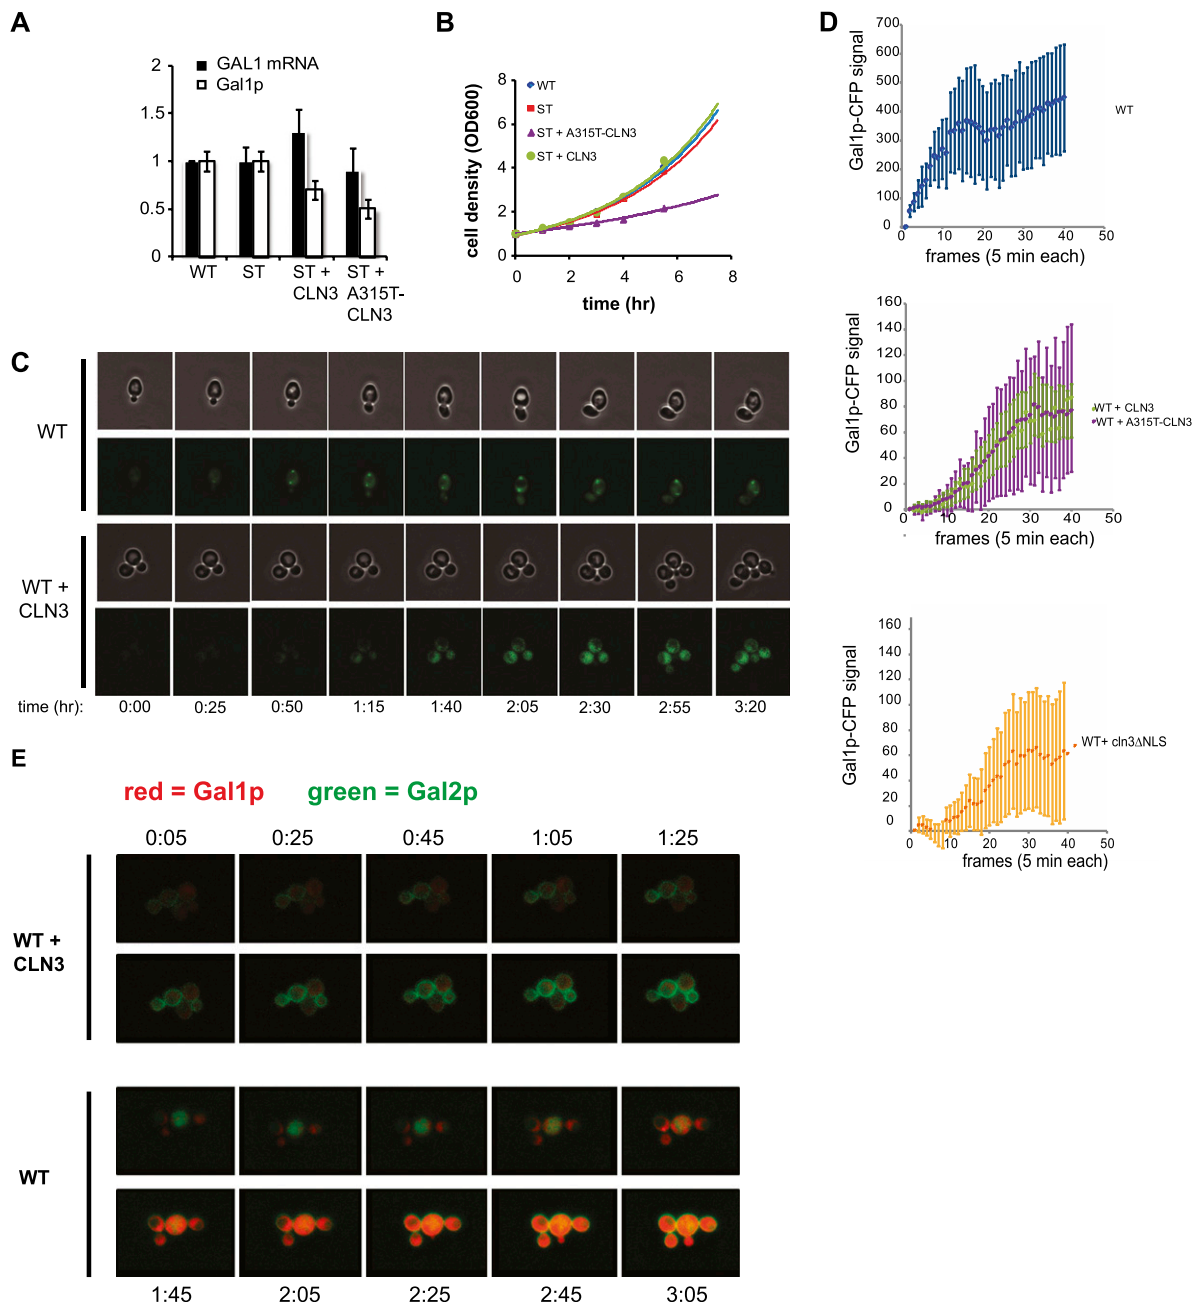 A
GAL1 mRNA
Gal1p
2
1.5
1
0.5
0
WT
ST
ST +
CLN3
ST +
A315T-
CLN3
B
cell density (OD600)
8
6
4
2
0
0
2
4
6
8
time (hr)
WT
ST
ST + A315T-CLN3
ST + CLN3
C
WT
WT +
CLN3
time (hr):
0:00
0:25
0:50
1:15
1:40
2:05
2:30
2:55
3:20
D
Gal1p-CFP signal
700
600
500
400
300
200
100
0
0
10
20
30
40
50
frames (5 min each)
WT
Gal1p-CFP signal
160
140
120
100
80
60
40
20
0
0
10
20
30
40
50
frames (5 min each)
WT + CLN3
WT + A315T-CLN3
Gal1p-CFP signal
160
140
120
100
80
60
40
20
0
0
10
20
30
40
50
frames (5 min each)
WT+ cln3ΔNLS
E
red = Gal1p
green = Gal2p
0:05
0:25
0:45
1:05
1:25
WT +
CLN3
WT
1:45
2:05
2:25
2:45
3:05